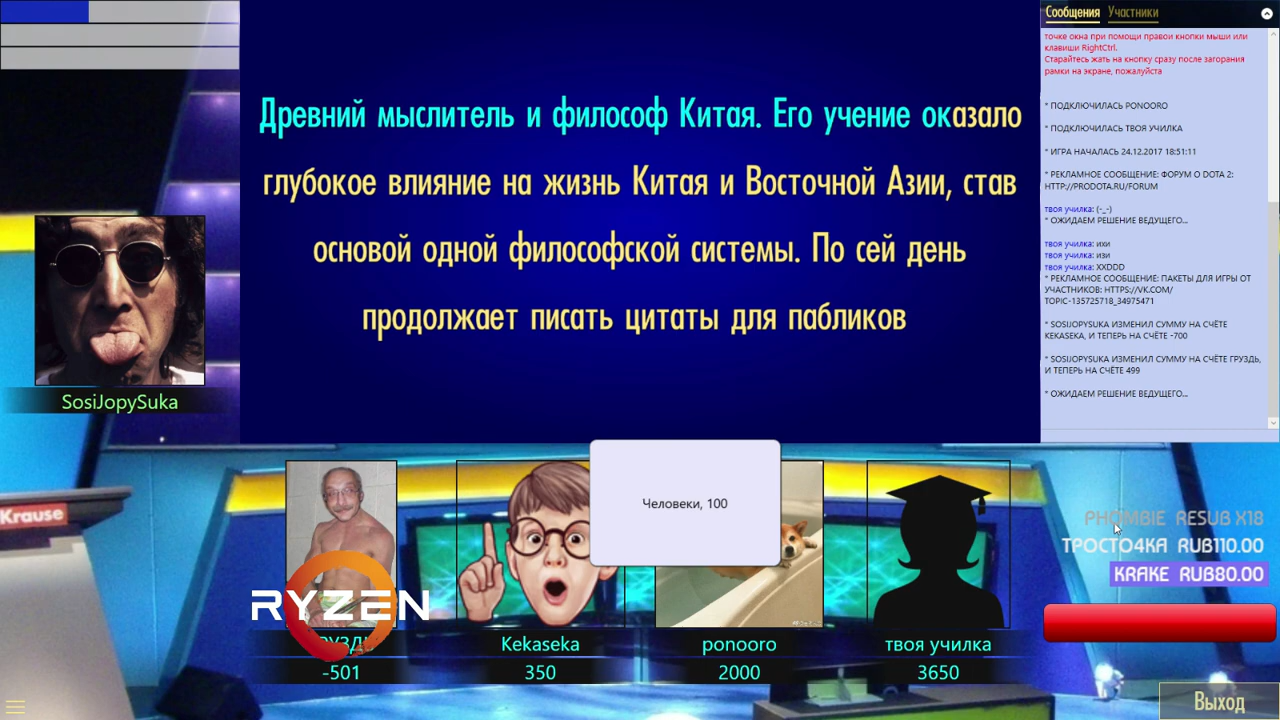 Сообщения Участники
точке окна при помощи правой кнопки мыши или
клавиши RightCtrl.
Старайтесь жать на кнопку сразу после загорания
рамки на экране, пожалуйста
* ПОДКЛЮЧИЛАСЬ PONOORO
* ПОДКЛЮЧИЛАСЬ ТВОЯ УЧИЛКА
* ИГРА НАЧАЛАСЬ 24.12.2017 18:51:11
* РЕКЛАМНОЕ СООБЩЕНИЕ: ФОРУМ О DOTA 2:
HTTP://PRODOTA.RU/FORUM
твоя училка: (-_-)
* ОЖИДАЕМ РЕШЕНИЕ ВЕДУЩЕГО...
твоя училка: ихи
твоя училка: изи
твоя училка: XXDDD
* РЕКЛАМНОЕ СООБЩЕНИЕ: ПАКЕТЫ ДЛЯ ИГРЫ ОТ
УЧАСТНИКОВ: HTTPS://VK.COM/
TOPIC-135725718_34975471
* SOSIJOPYSUKA ИЗМЕНИЛ СУММУ НА СЧЁТЕ
KEKASEKA, И ТЕПЕРЬ НА СЧЁТЕ -700
* SOSIJOPYSUKA ИЗМЕНИЛ СУММУ НА СЧЁТЕ ГРУЗДЬ,
И ТЕПЕРЬ НА СЧЁТЕ 499
* ОЖИДАЕМ РЕШЕНИЕ ВЕДУЩЕГО...
Древний мыслитель и философ Китая. Его учение оказало
глубокое влияние на жизнь Китая и Восточной Азии, став
основой одной философской системы. По сей день
продолжает писать цитаты для пабликов
SosiJopySuka
Человеки, 100
Krause
PHOMBIE RESUB X18
ТРОСТО4КА RUB110.00
KRAKE RUB80.00
RYZEN
Kekaseka
ponooro
твоя училка
-501
350
2000
3650
Выход